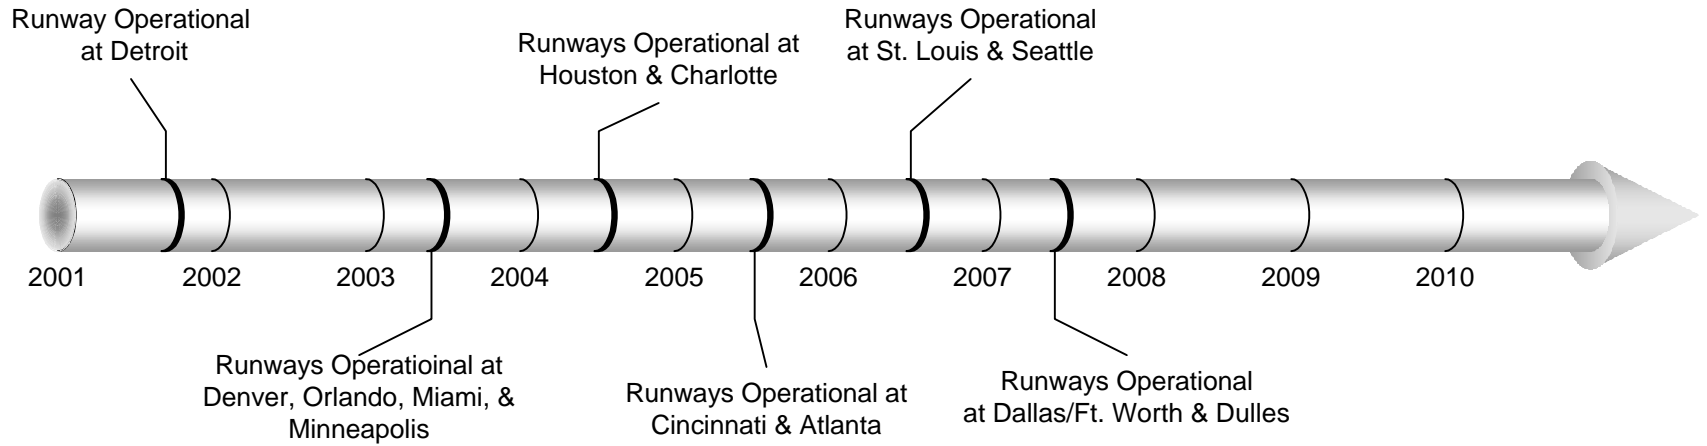 Runway Operational
at Detroit
Runways Operational at
Houston & Charlotte
Runways Operational
at St. Louis & Seattle
2001
2002
2003
2004
2005
2006
2007
2008
2009
2010
Runways Operatioinal at
Denver, Orlando, Miami, &
Minneapolis
Runways Operational at
Cincinnati & Atlanta
Runways Operational
at Dallas/Ft. Worth & Dulles